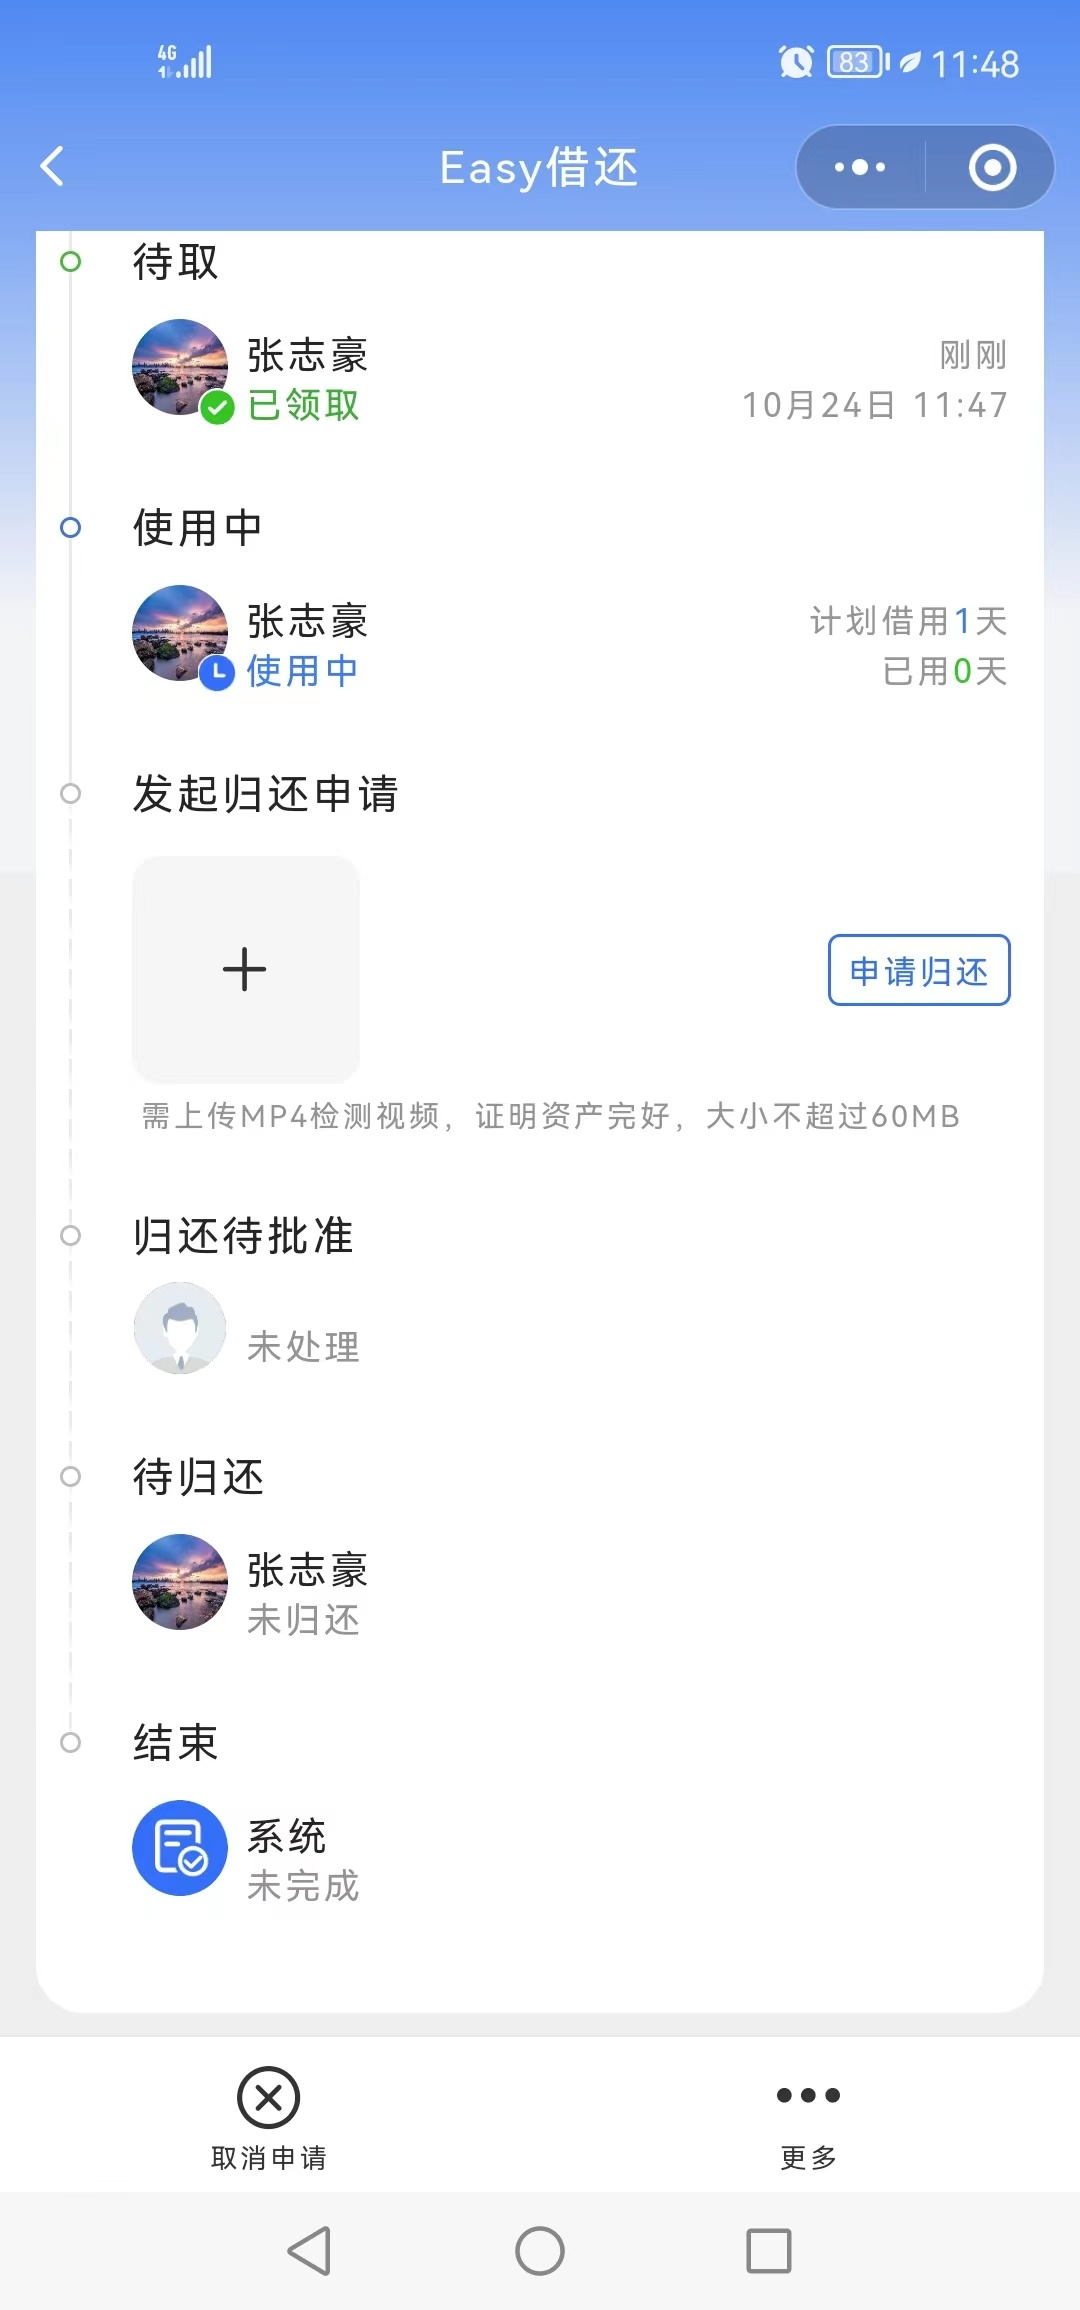 4G
83
11:48
Easy借还
待取
张志豪
刚刚
已领取
10月24日 11:47
使用中
张志豪
计划借用1天
使用中
已用0天
发起归还申请
申请归还
需上传MP4检测视频，证明资产完好，大小不超过60MB
归还待批准
未处理
待归还
张志豪
未归还
结束
系统
未完成
取消申请
更多